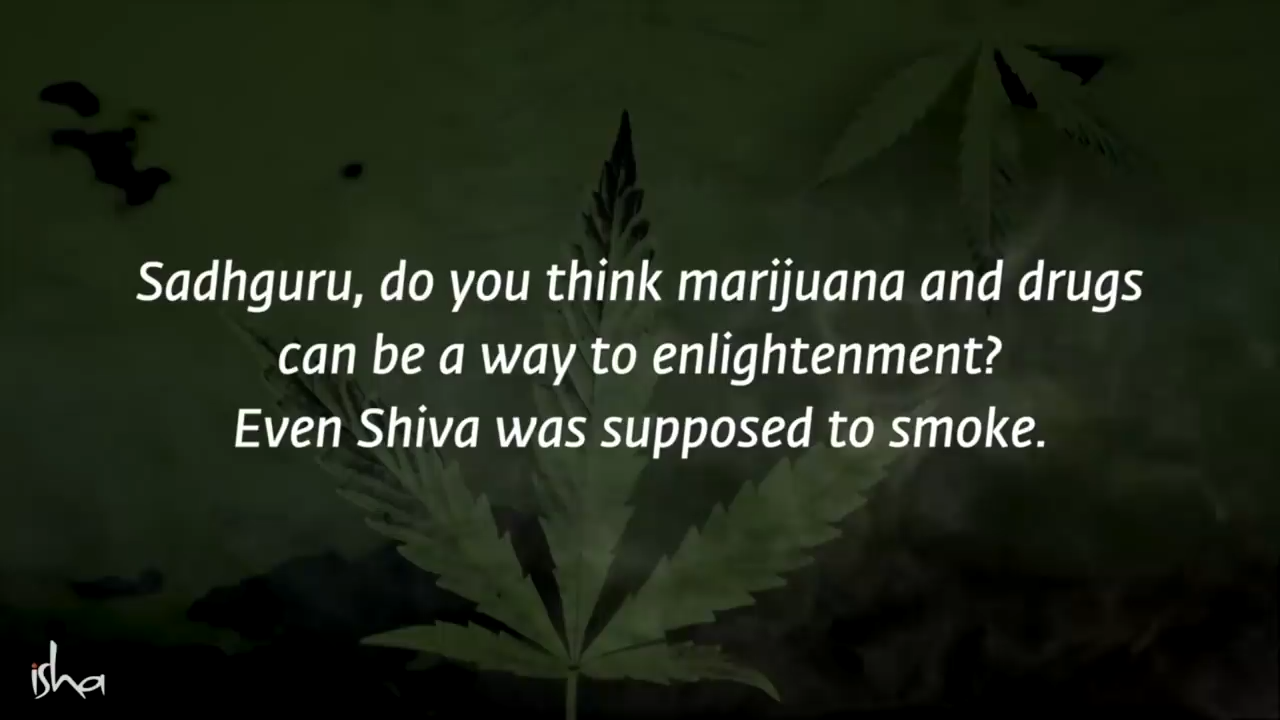 Sadhguru, do you think marijuana and drugs
can be a way to enlightenment?
Even Shiva was supposed to smoke.
isha